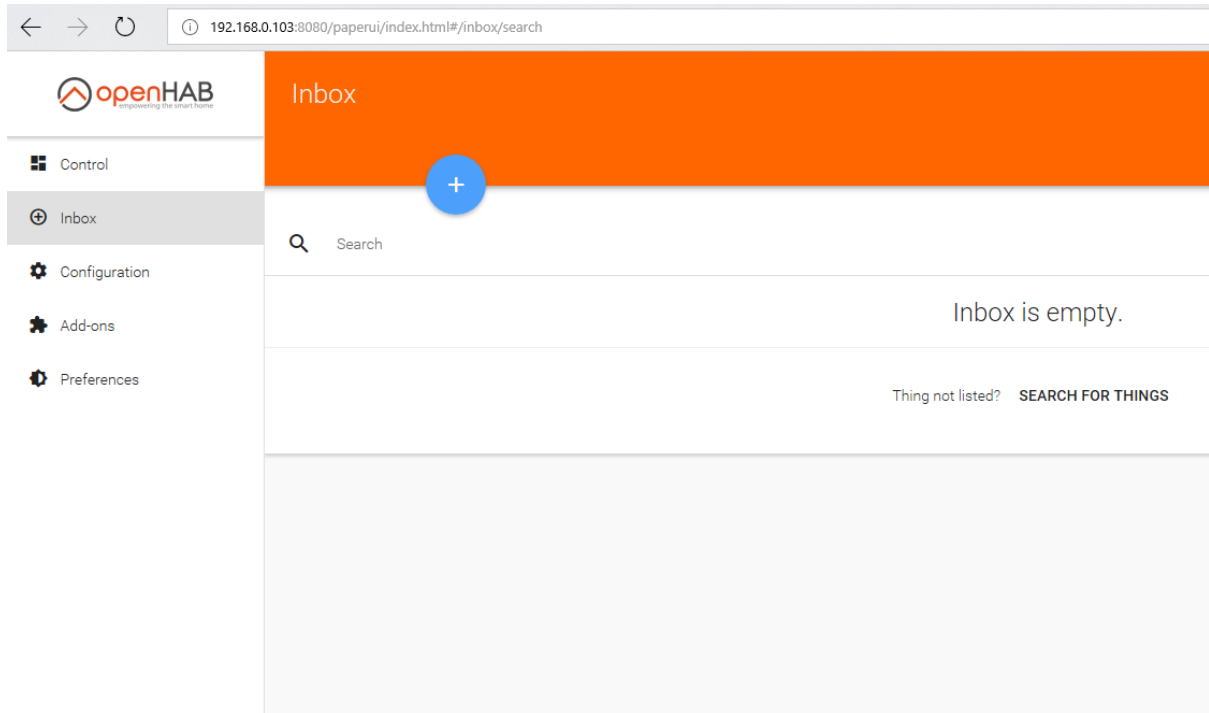 192.168.0.103:8080/paperui/index.html#/inbox/search
openHAB
empowering the smart home
Inbox
Control
Inbox
Configuration
Add-ons
Preferences
Search
Inbox is empty.
Thing not listed? SEARCH FOR THINGS